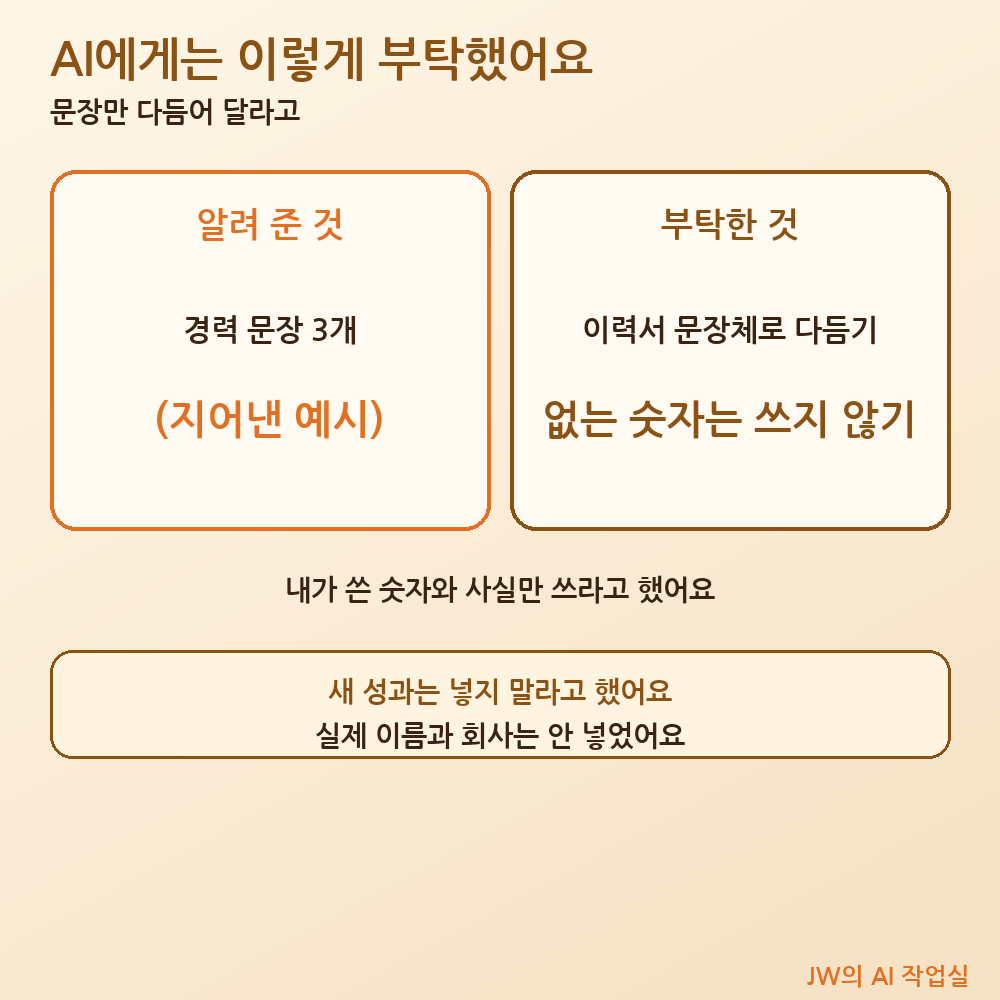 AI에게는 이렇게 부탁했어요
문장만 다듬어 달라고
알려 준 것
경력 문장 3개
(지어낸 예시)
부탁한 것
이력서 문장체로 다듬기
없는 숫자는 쓰지 않기
내가 쓴 숫자와 사실만 쓰라고 했어요
새 성과는 넣지 말라고 했어요
실제 이름과 회사는 안 넣었어요
JW의 AI 작업실